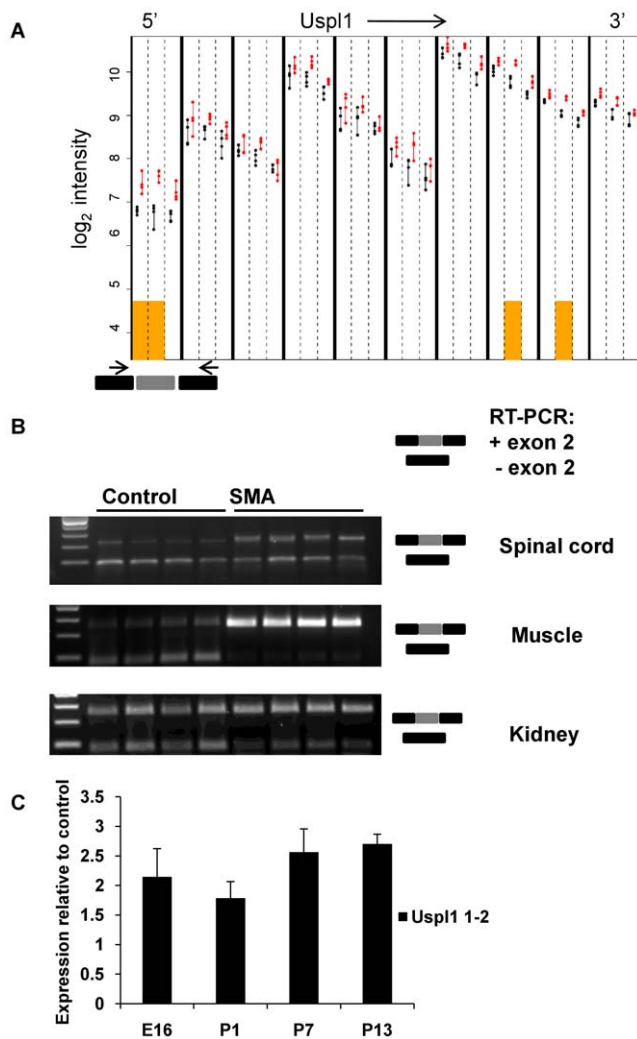 A
5' Uspl1 3'
log₂ intensity
10
9
8
7
6
5
4
B
RT-PCR:
+ exon 2
- exon 2
Control SMA
Spinal cord
Muscle
Kidney
C
Expression relative to control
3.5
3
2.5
2
1.5
1
0.5
0
Uspl1 1-2
E16 P1 P7 P13